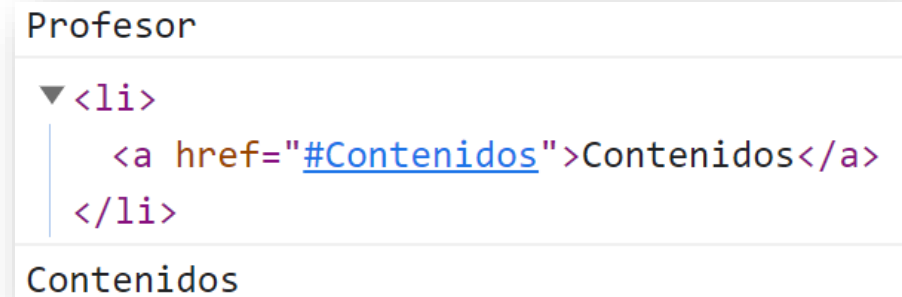 Profesor
<li>
<a href="#Contenidos">Contenidos</a>
</li>
Contenidos